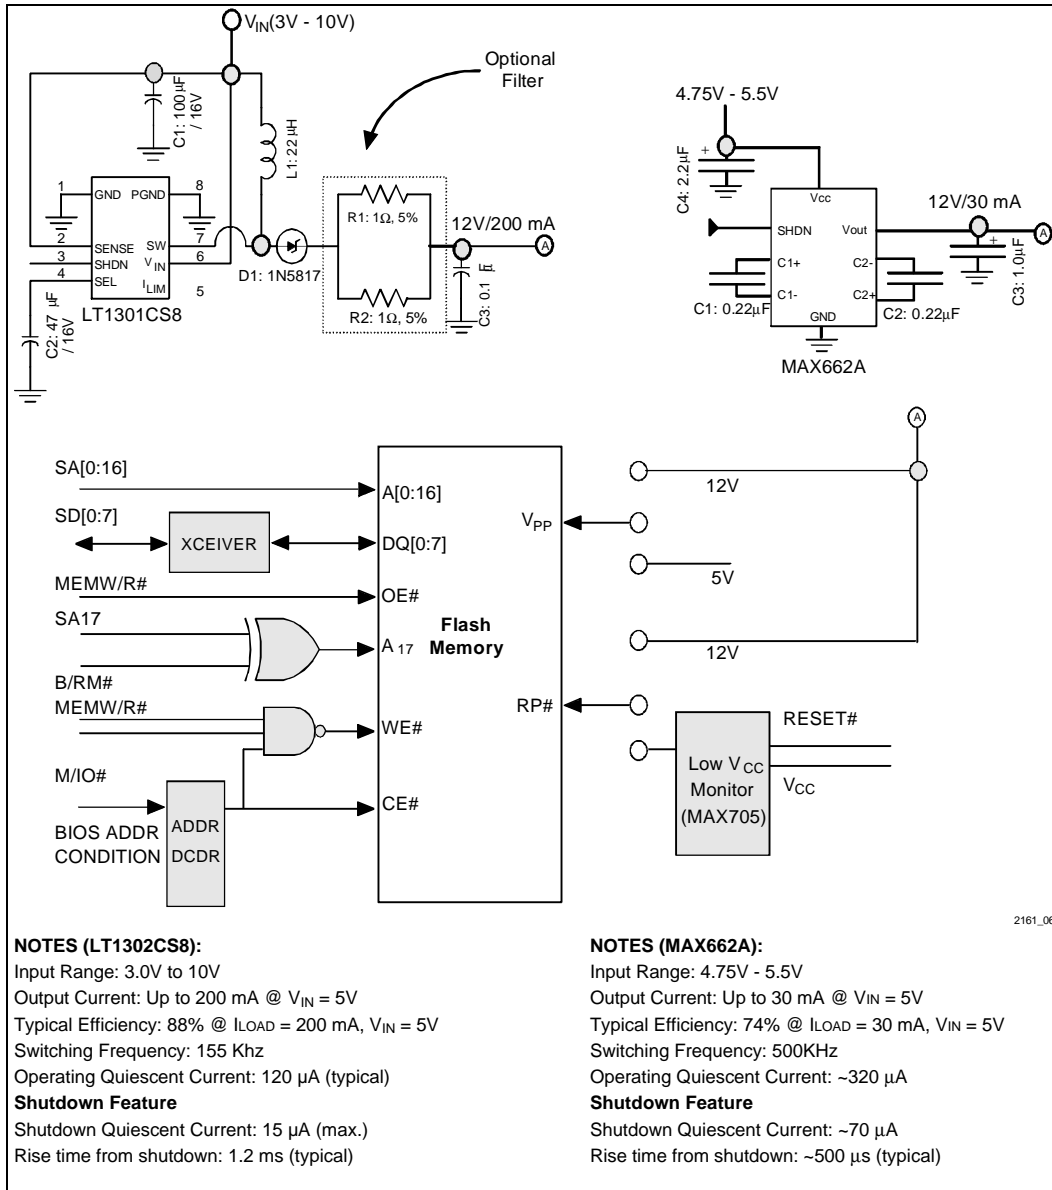 VIN(3V - 10V)
Optional
Filter
C1: 100 µF
/ 16V
L1: 22 µH
1
GND
PGND
8
2
SENSE
SW
7
3
SHDN
VIN
6
4
SEL
ILIM
5
LT1301CS8
C2: 47 µF
/ 16V
D1: 1N5817
R1: 1Ω, 5%
R2: 1Ω, 5%
12V/200 mA
A
C3: 0.1 µ
4.75V - 5.5V
+
C4: 2.2µF
Vcc
SHDN
Vout
C1+
C2-
C1-
C2+
GND
C1: 0.22µF
C2: 0.22µF
MAX662A
12V/30 mA
A
+
C3: 1.0µF
A
SA[0:16]
A[0:16]
SD[0:7]
XCEIVER
DQ[0:7]
MEMW/R#
OE#
SA17
A 17
B/RM#
MEMW/R#
WE#
M/IO#
CE#
BIOS ADDR
CONDITION
ADDR
DCDR
Flash
Memory
VPP
RP#
12V
5V
12V
Low VCC
Monitor
(MAX705)
RESET#
VCC
2161_06
NOTES (LT1302CS8):
Input Range: 3.0V to 10V
Output Current: Up to 200 mA @ VIN = 5V
Typical Efficiency: 88% @ ILOAD = 200 mA, VIN = 5V
Switching Frequency: 155 Khz
Operating Quiescent Current: 120 µA (typical)
Shutdown Feature
Shutdown Quiescent Current: 15 µA (max.)
Rise time from shutdown: 1.2 ms (typical)
NOTES (MAX662A):
Input Range: 4.75V - 5.5V
Output Current: Up to 30 mA @ VIN = 5V
Typical Efficiency: 74% @ ILOAD = 30 mA, VIN = 5V
Switching Frequency: 500KHz
Operating Quiescent Current: ~320 µA
Shutdown Feature
Shutdown Quiescent Current: ~70 µA
Rise time from shutdown: ~500 µs (typical)